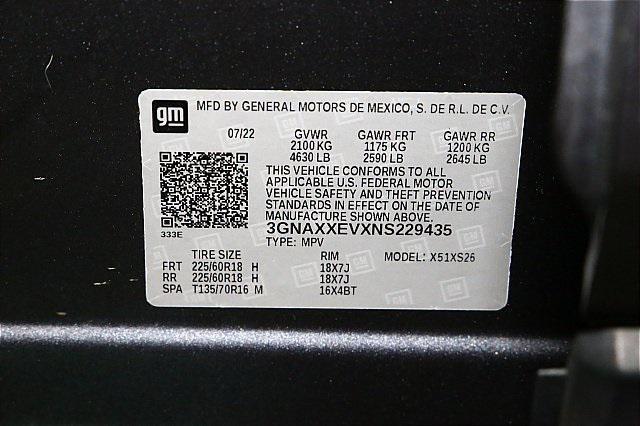 gm MFD BY GENERAL MOTORS DE MEXICO, S. DE R.L. DE C.V.
07/22 GVWR GAWR FRT GAWR RR
2100 KG 1175 KG 1200 KG
4630 LB 2590 LB 2645 LB
THIS VEHICLE CONFORMS TO ALL
APPLICABLE U.S. FEDERAL MOTOR
VEHICLE SAFETY AND THEFT PREVENTION
STANDARDS IN EFFECT ON THE DATE OF
MANUFACTURE SHOWN ABOVE.
333E 3GNAXXEVXNS229435
TYPE: MPV
TIRE SIZE RIM MODEL: X51XS26
FRT 225/60R18 H 18X7J
RR 225/60R18 H 18X7J
SPA T135/70R16 M 16X4BT